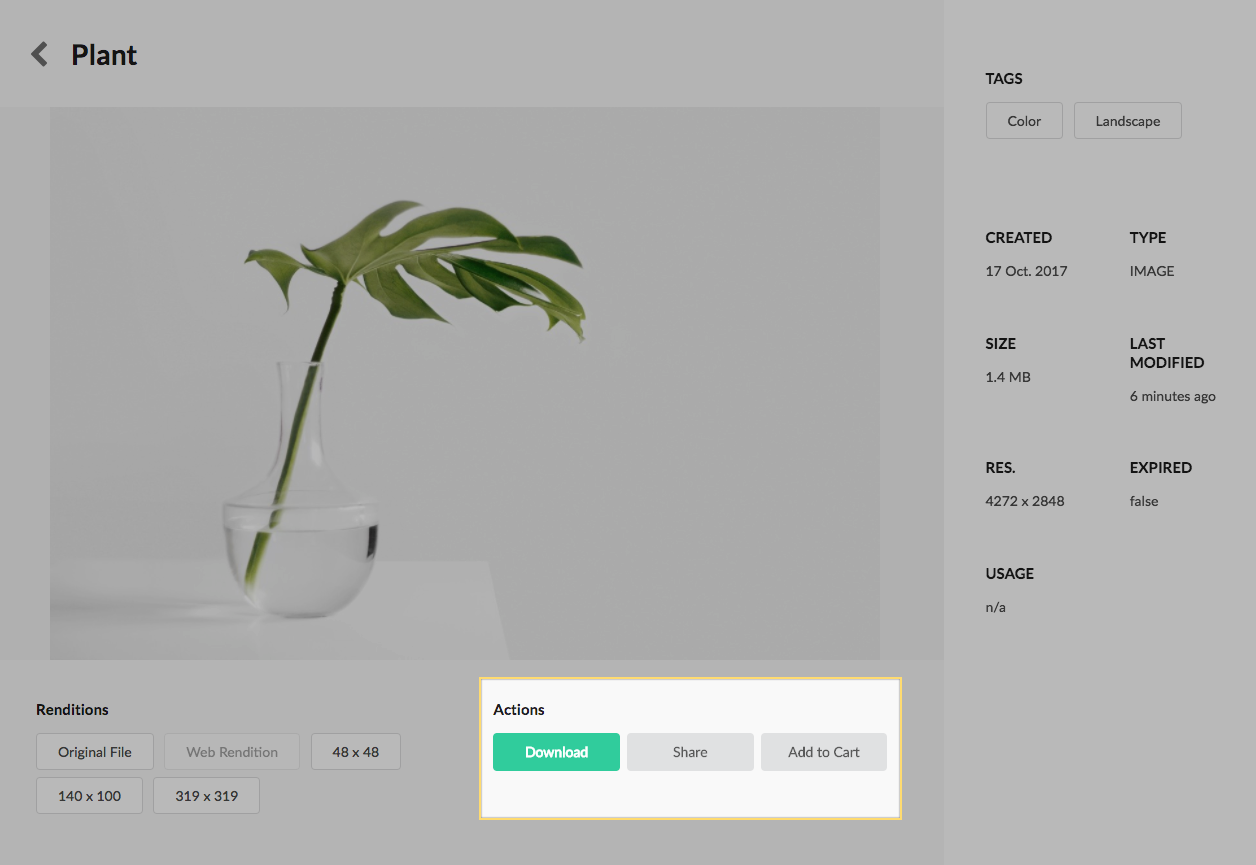 Plant
TAGS
Color
Landscape
CREATED
17 Oct. 2017
TYPE
IMAGE
SIZE
1.4 MB
LAST
MODIFIED
6 minutes ago
RES.
4272 x 2848
EXPIRED
false
USAGE
n/a
Renditions
Original File
Web Rendition
48 x 48
140 x 100
319 x 319
Actions
Download
Share
Add to Cart